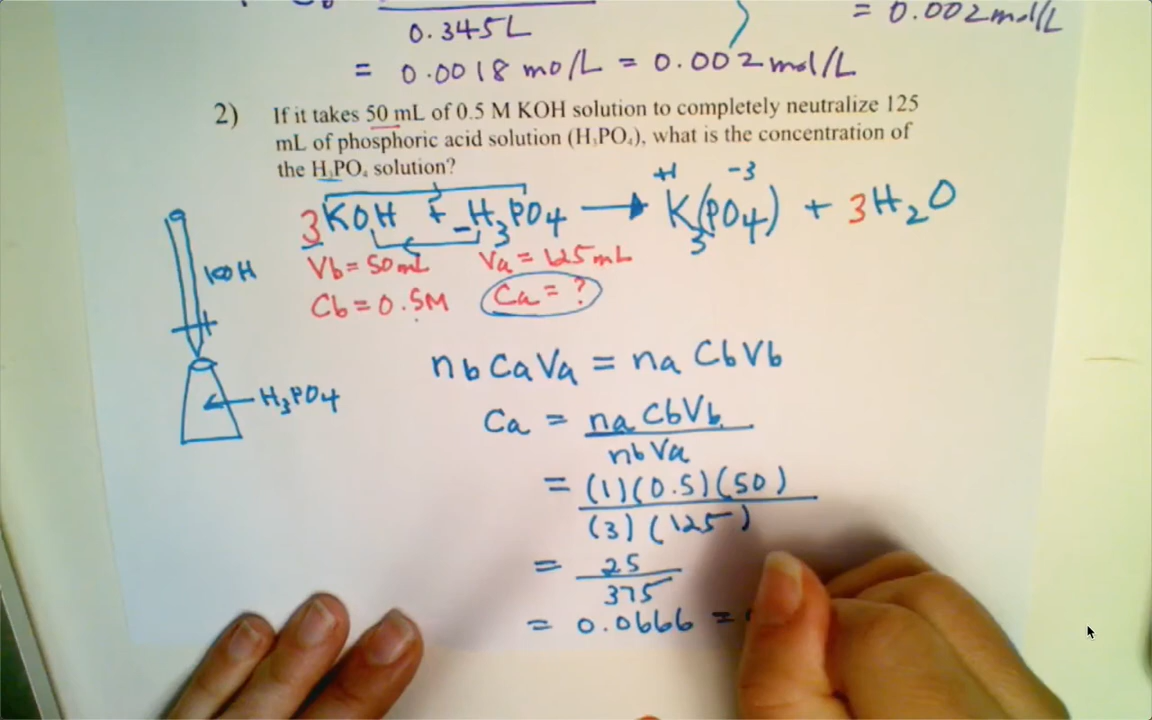 0.345L
= 0.002mol/L
= 0.0018 mo/L = 0.002mol/L
2) If it takes 50 mL of 0.5 M KOH solution to completely neutralize 125
mL of phosphoric acid solution (H₃PO₄), what is the concentration of
the H₃PO₄ solution?
+1 -3
3KOH + H₃PO₄ → K₃(PO₄) + 3H₂O
Vb = 50mL Va = 125mL
KOH
Cb = 0.5M Ca = ?
nb Ca Va = na Cb Vb
H₃PO₄
Ca = na Cb Vb
nb Va
= (1)(0.5)(50)
(3)(125)
= 25
375
= 0.0666 =